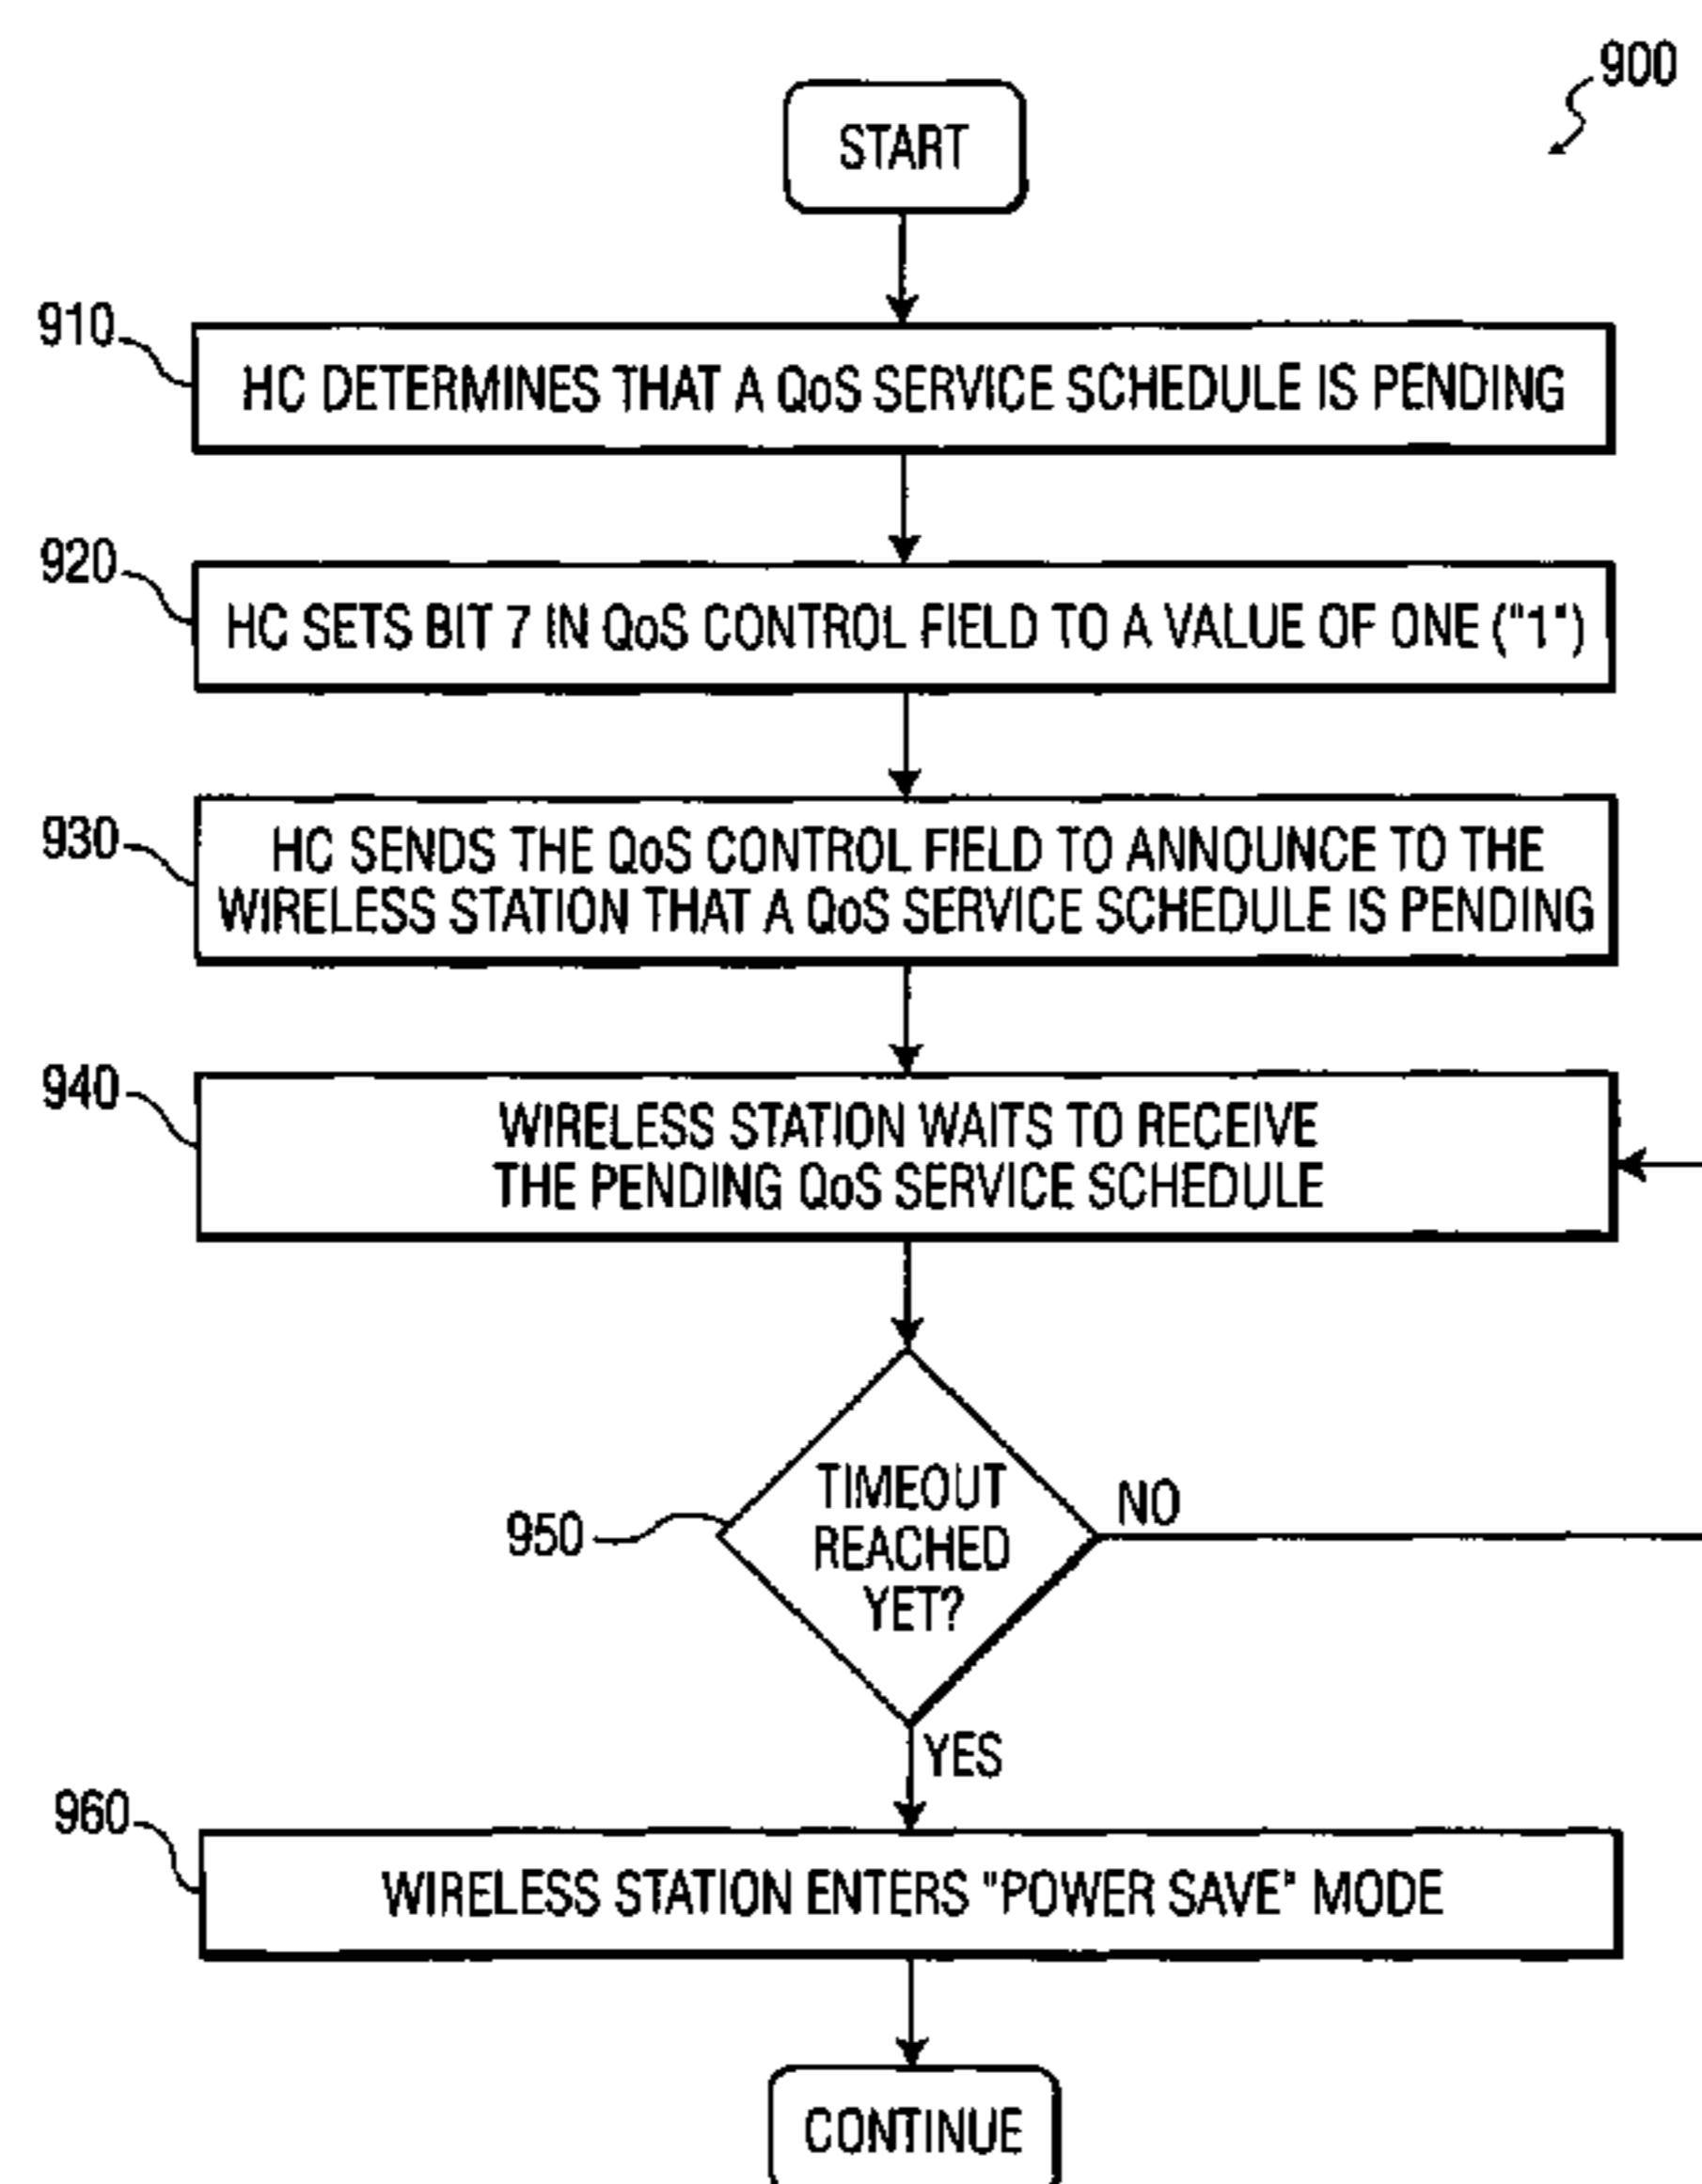 900
START
910
HC DETERMINES THAT A QoS SERVICE SCHEDULE IS PENDING
920
HC SETS BIT 7 IN QoS CONTROL FIELD TO A VALUE OF ONE ("1")
930
HC SENDS THE QoS CONTROL FIELD TO ANNOUNCE TO THE
WIRELESS STATION THAT A QoS SERVICE SCHEDULE IS PENDING
940
WIRELESS STATION WAITS TO RECEIVE
THE PENDING QoS SERVICE SCHEDULE
950
TIMEOUT
REACHED
YET?
NO
YES
960
WIRELESS STATION ENTERS "POWER SAVE" MODE
CONTINUE